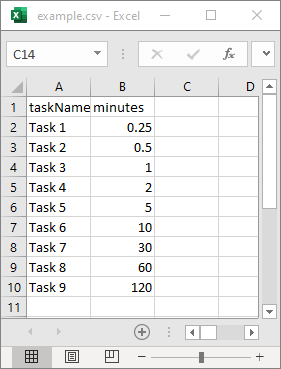 example.csv - Excel
C14
fx
A B C D
1 taskName minutes
2 Task 1 0.25
3 Task 2 0.5
4 Task 3 1
5 Task 4 2
6 Task 5 5
7 Task 6 10
8 Task 7 30
9 Task 8 60
10 Task 9 120
11